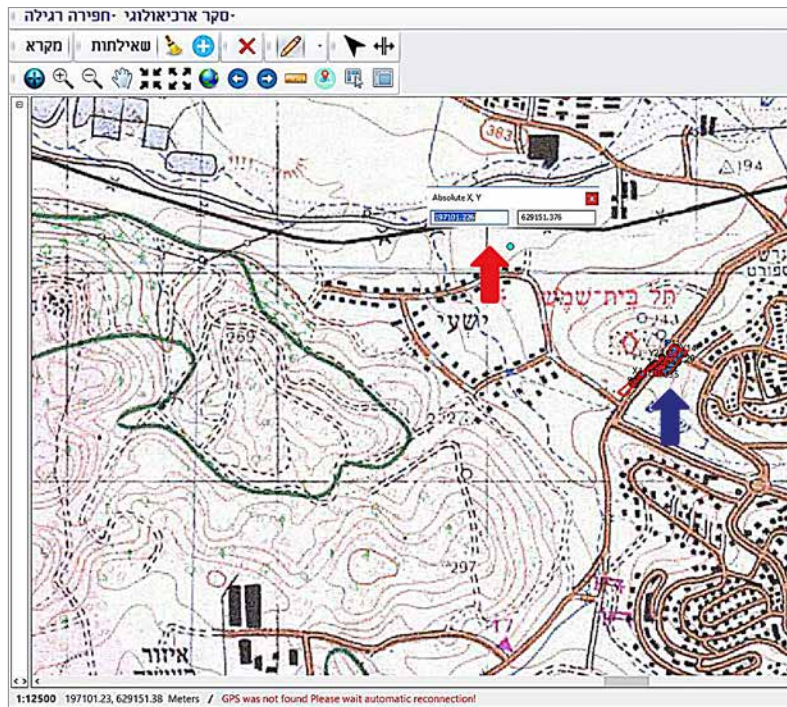 סקר ארכיאולוגי · חפירה רגילה·
מקרא
שאילתות
383
194
Absolute X, Y
197101.226
629151.376
תל בית־שמש
ישעי
269
297
17
איזור
1:12500 197101.23, 629151.38 Meters / GPS was not found Please wait automatic reconnection!